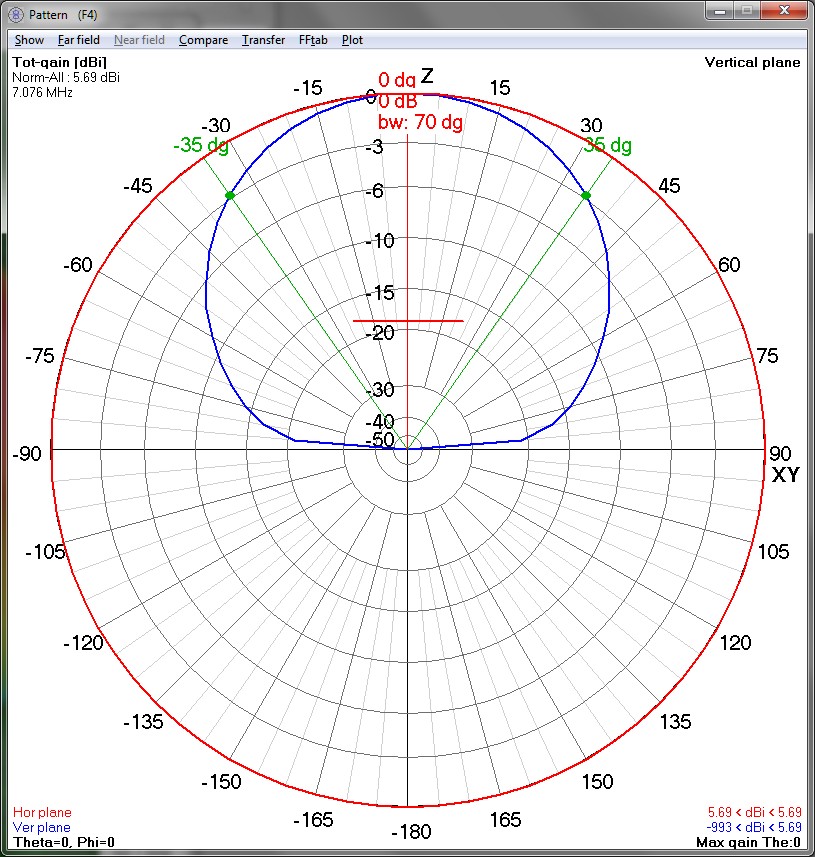 Pattern (F4)
Show Far field Near field Compare Transfer FFtab Plot
Tot-gain [dBi]
Vertical plane
Norm-All : 5.69 dBi
7.076 MHz
0 dg Z
-15 15
0 0 dB
bw: 70 dg
-30 30
-35 dg 35 dg
-3
-45 45
-6
-10
-60 60
-15
-20
-75 75
-30
-40
-50
-90 90
XY
-105 105
-120 120
-135 135
-150 150
-165 165
-180
Hor plane 5.69 < dBi < 5.69
Ver plane -993 < dBi < 5.69
Theta=0, Phi=0 Max gain The:0